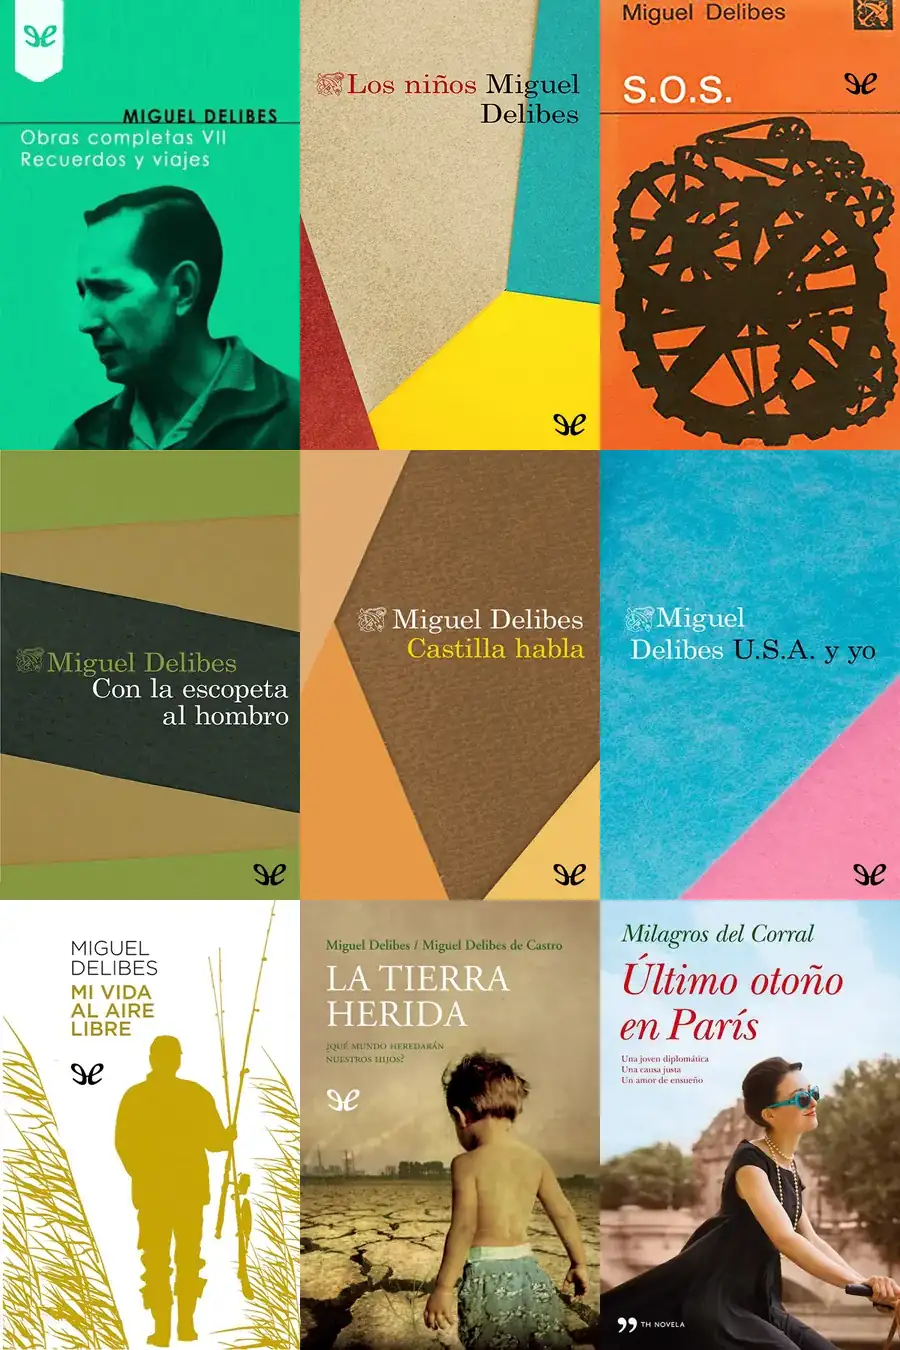 MIGUEL DELIBES
Obras completas VII
Recuerdos y viajes
Los niños Miguel
Delibes
Miguel Delibes
S.O.S.
Miguel Delibes
Con la escopeta
al hombro
Miguel Delibes
Castilla habla
Miguel
Delibes U.S.A. y yo
MIGUEL
DELIBES
MI VIDA
AL AIRE
LIBRE
Miguel Delibes / Miguel Delibes de Castro
LA TIERRA
HERIDA
¿QUÉ MUNDO HEREDARÁN
NUESTROS HIJOS?
Milagros del Corral
Último otoño
en París
Una joven diplomática
Una causa justa
Un amor de ensueño
TH NOVELA